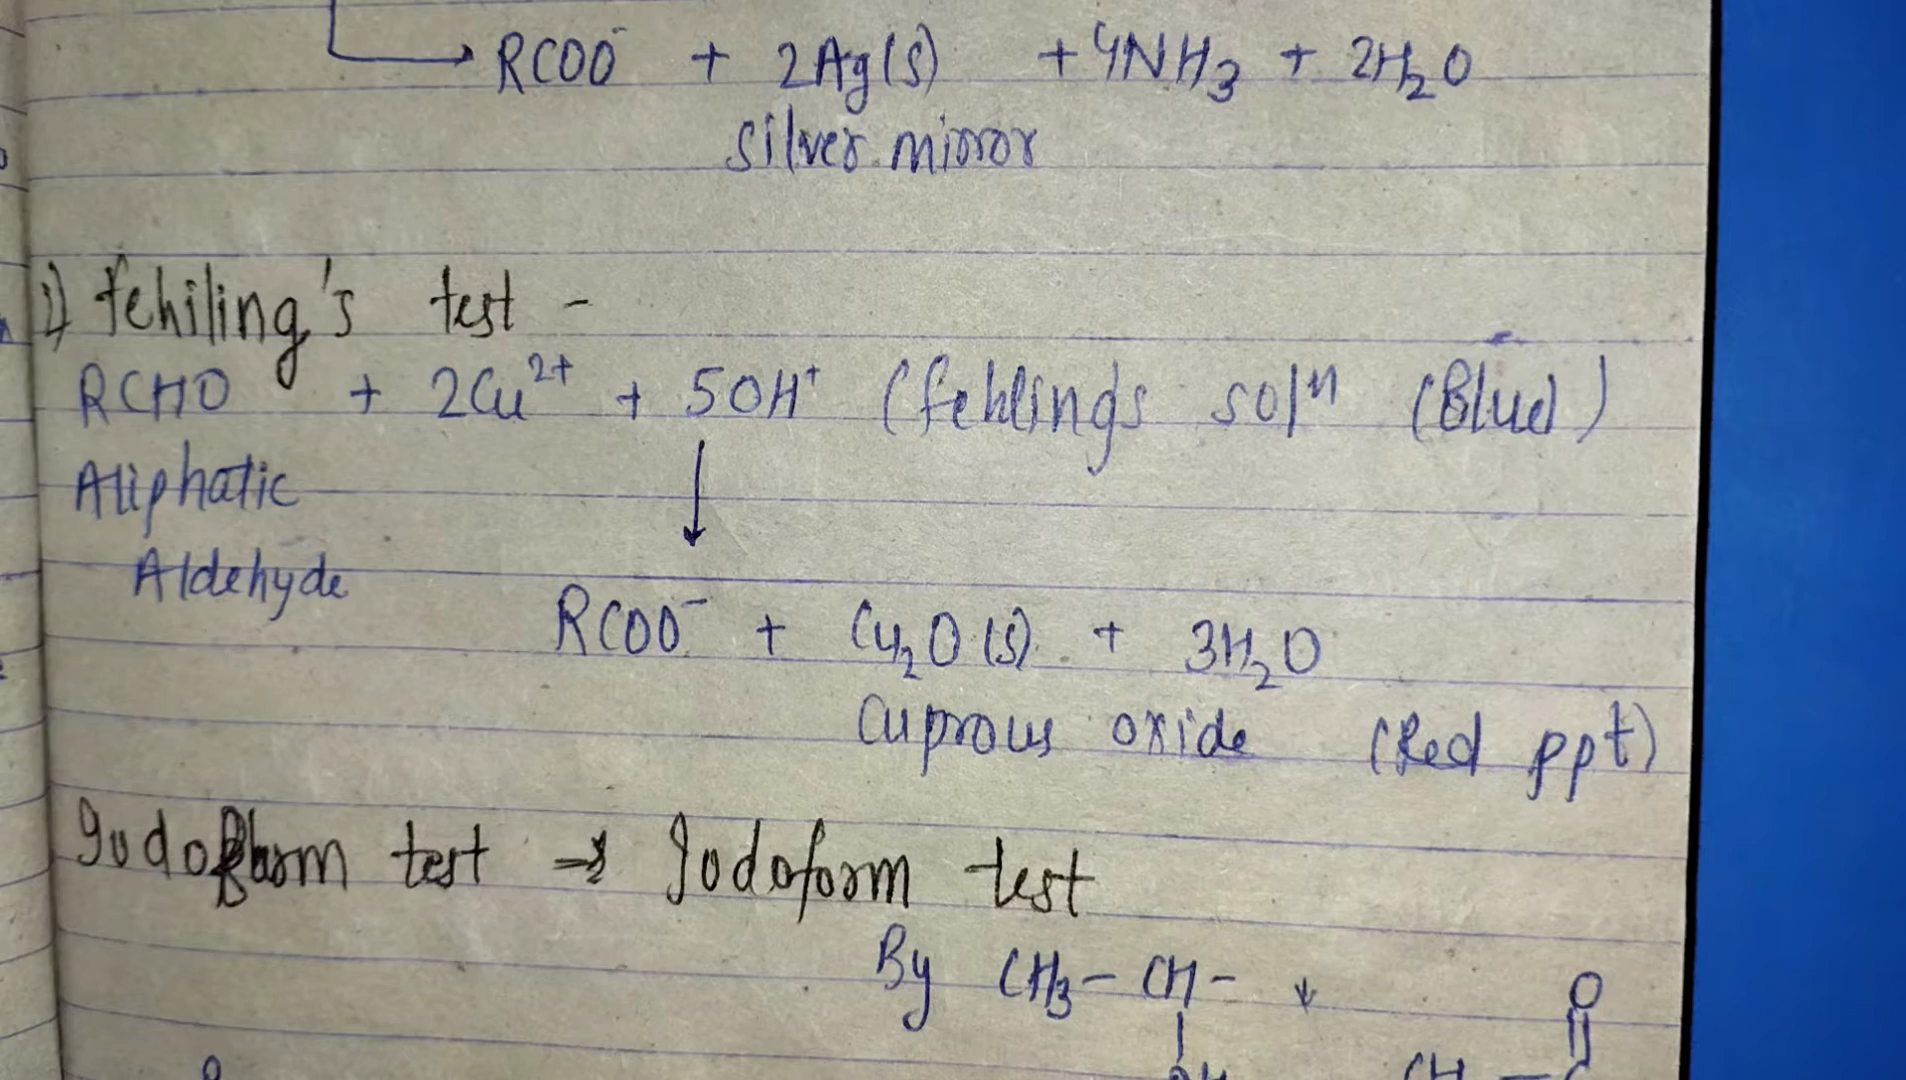 RCOO⁻ + 2Ag(s) + 4NH₃ + 2H₂O
Silver mirror
Fehiling's test -
RCHO + 2Cu²⁺ + 5OH⁺ (fehlings solⁿ (Blue)
Aliphatic
Aldehyde
RCOO⁻ + Cu₂O(s) + 3H₂O
Cuprous oxide (Red ppt)
test → Iodoform test
By CH₃ - CH -
O
CH